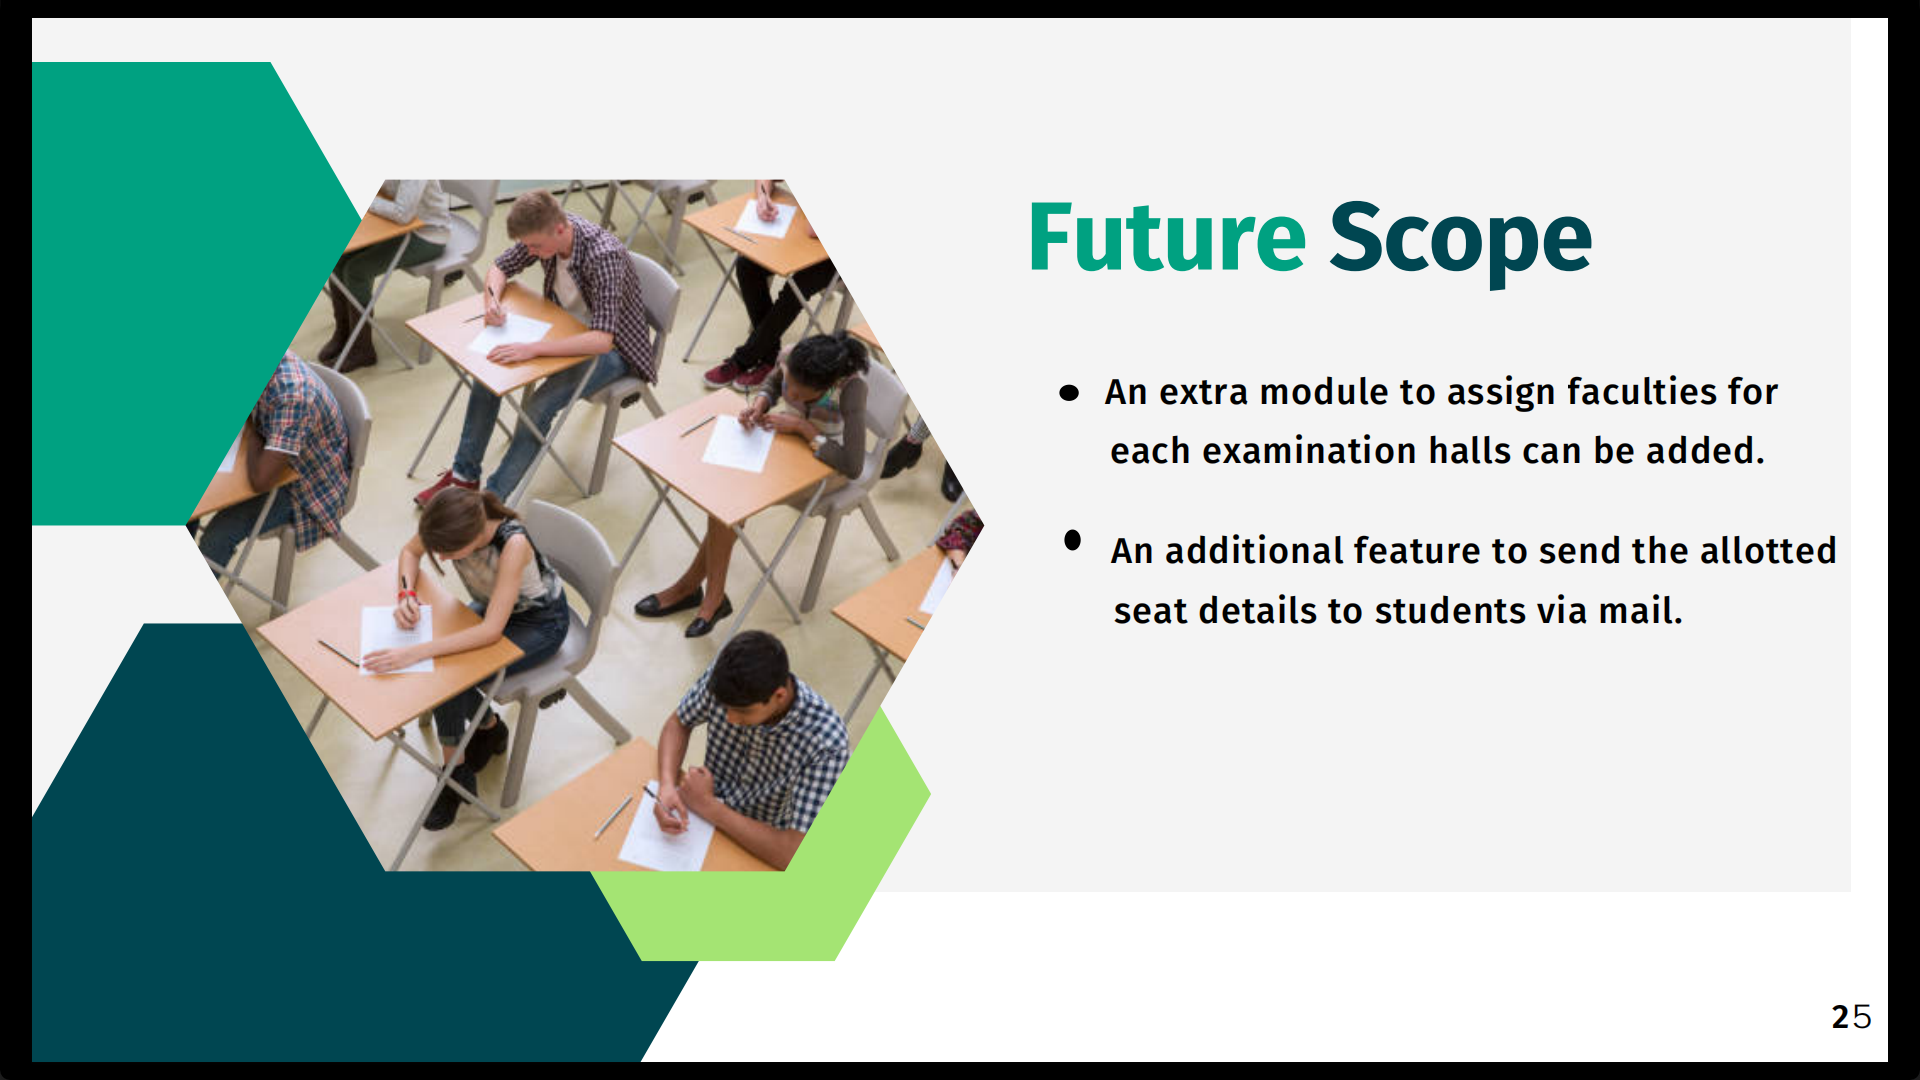 Future Scope
• An extra module to assign faculties for
each examination halls can be added.
• An additional feature to send the allotted
seat details to students via mail.
25